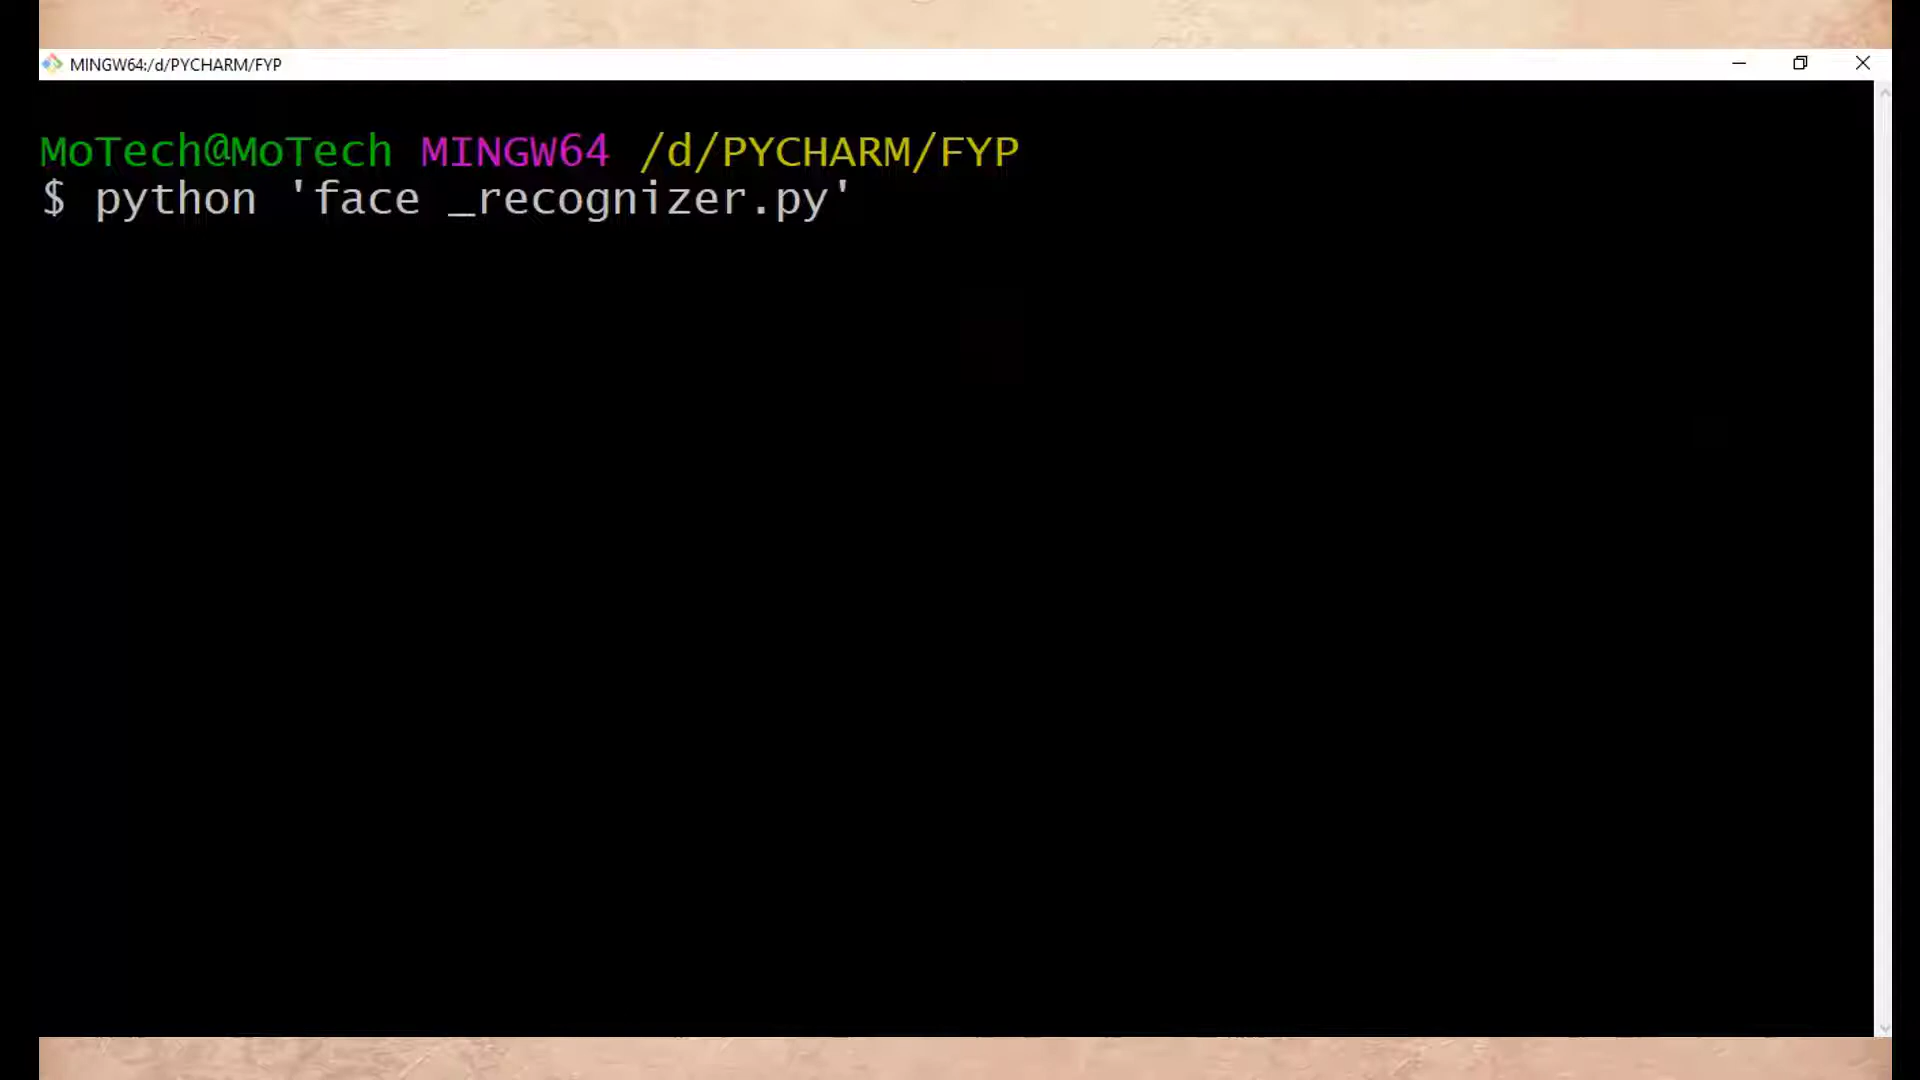 MINGW64:/d/PYCHARM/FYP
MoTech@MoTech MINGW64 /d/PYCHARM/FYP
$ python 'face _recognizer.py'